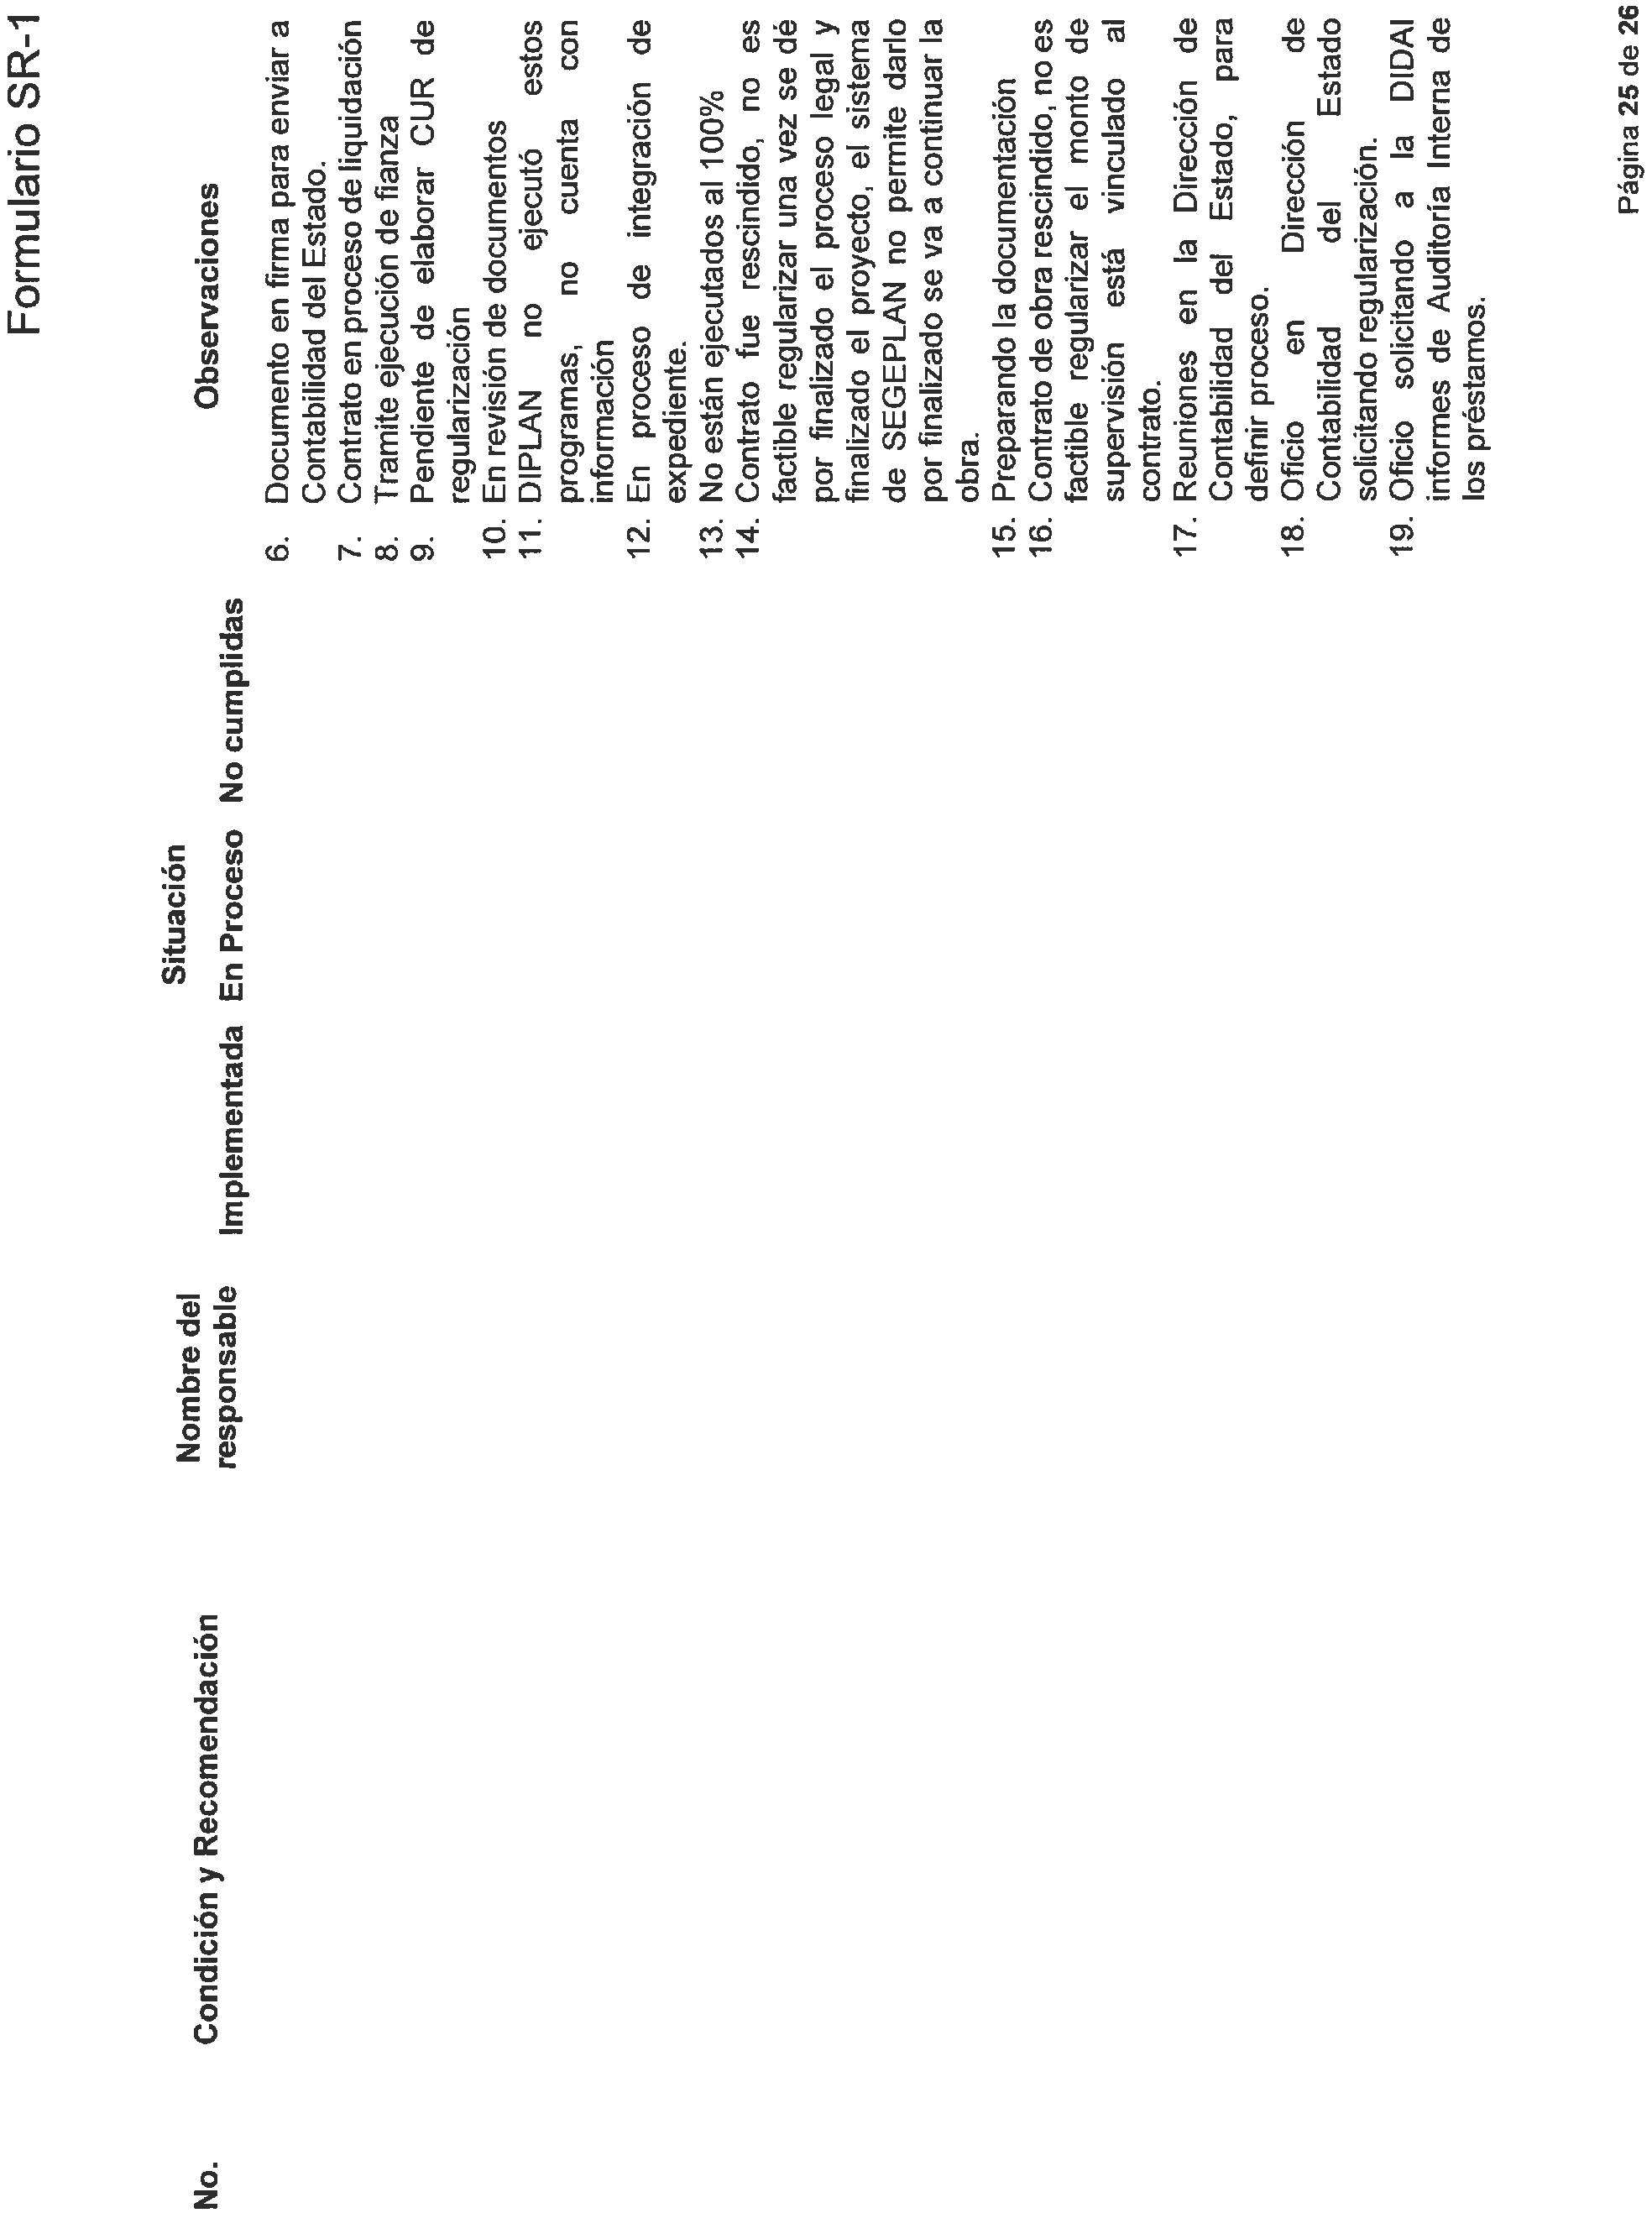 Formulario SR-1
No.
Condición y Recomendación
Nombre del
responsable
Situación
Implementada En Proceso No cumplidas
Observaciones
6. Documento en firma para enviar a
Contabilidad del Estado.
7. Contrato en proceso de liquidación
8. Tramite ejecución de fianza
9. Pendiente de elaborar CUR de
regularización
10. En revisión de documentos
11. DIPLAN no ejecutó estos
programas, no cuenta con
información
12. En proceso de integración de
expediente.
13. No están ejecutados al 100%
14. Contrato fue rescindido, no es
factible regularizar una vez se dé
por finalizado el proceso legal y
finalizado el proyecto, el sistema
de SEGEPLAN no permite darlo
por finalizado se va a continuar la
obra.
15. Preparando la documentación
16. Contrato de obra rescindido, no es
factible regularizar el monto de
supervisión está vinculado al
contrato.
17. Reuniones en la Dirección de
Contabilidad del Estado, para
definir proceso.
18. Oficio en Dirección de
Contabilidad del Estado
solicitando regularización.
19. Oficio solicitando a la DIDAI
informes de Auditoría Interna de
los préstamos.
Página 25 de 26